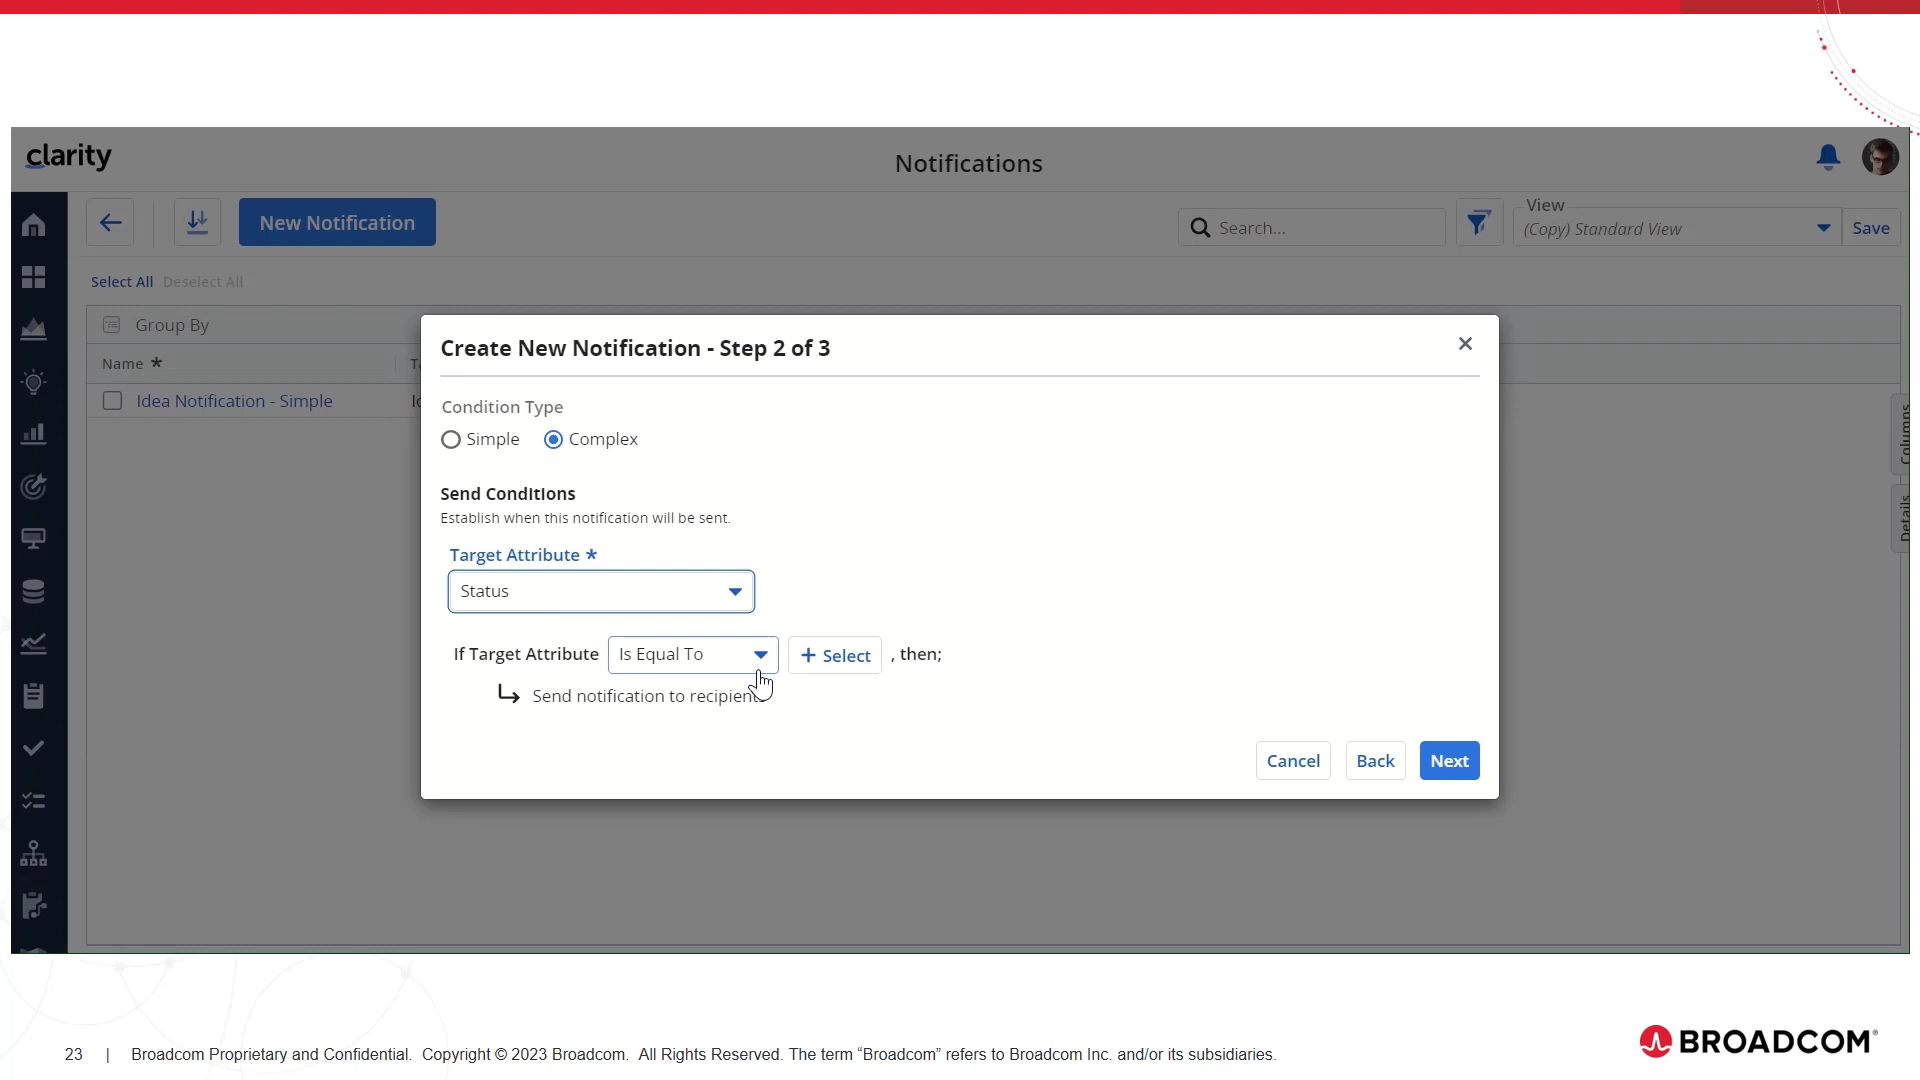 clarity
Notifications
New Notification
Search...
View
(Copy) Standard View
Save
Select All Deselect All
Group By
Name *
Idea Notification - Simple
Columns
Details
Create New Notification - Step 2 of 3
Condition Type
Simple
Complex
Send Conditions
Establish when this notification will be sent.
Target Attribute *
Status
If Target Attribute Is Equal To + Select , then;
Send notification to recipient
Cancel
Back
Next
23 | Broadcom Proprietary and Confidential. Copyright © 2023 Broadcom. All Rights Reserved. The term “Broadcom” refers to Broadcom Inc. and/or its subsidiaries.
BROADCOM®